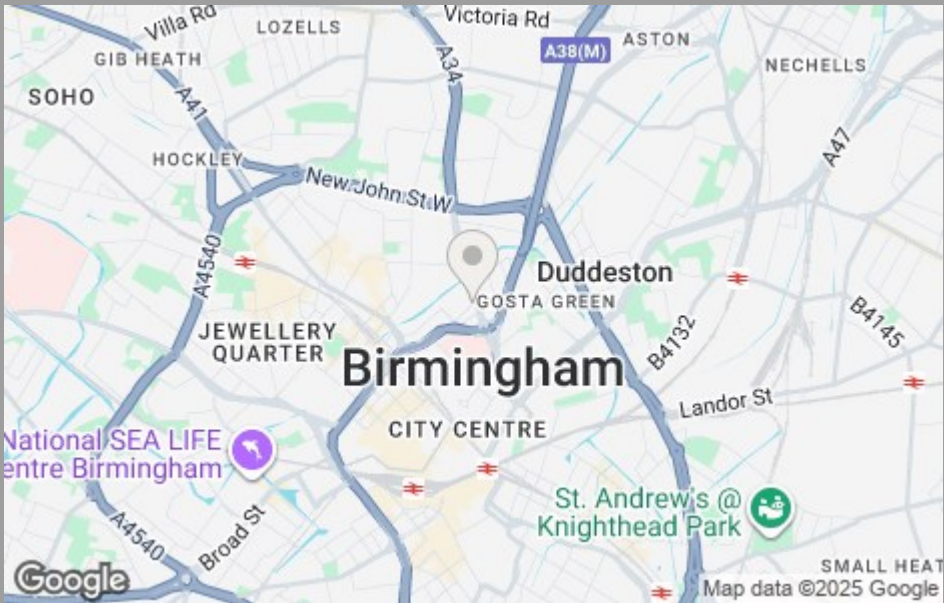 Villa Rd
LOZELLS
Victoria Rd
A38(M)
ASTON
GIB HEATH
A34
NECHELLS
SOHO
A41
A47
HOCKLEY
New John St W
A4540
Duddeston
GOSTA GREEN
JEWELLERY
QUARTER
B4132
B4145
Birmingham
Landor St
CITY CENTRE
National SEA LIFE
entre Birmingham
St. Andrew's @
Knighthead Park
A4540
Broad St
SMALL HEAT
Google
Map data ©2025 Google